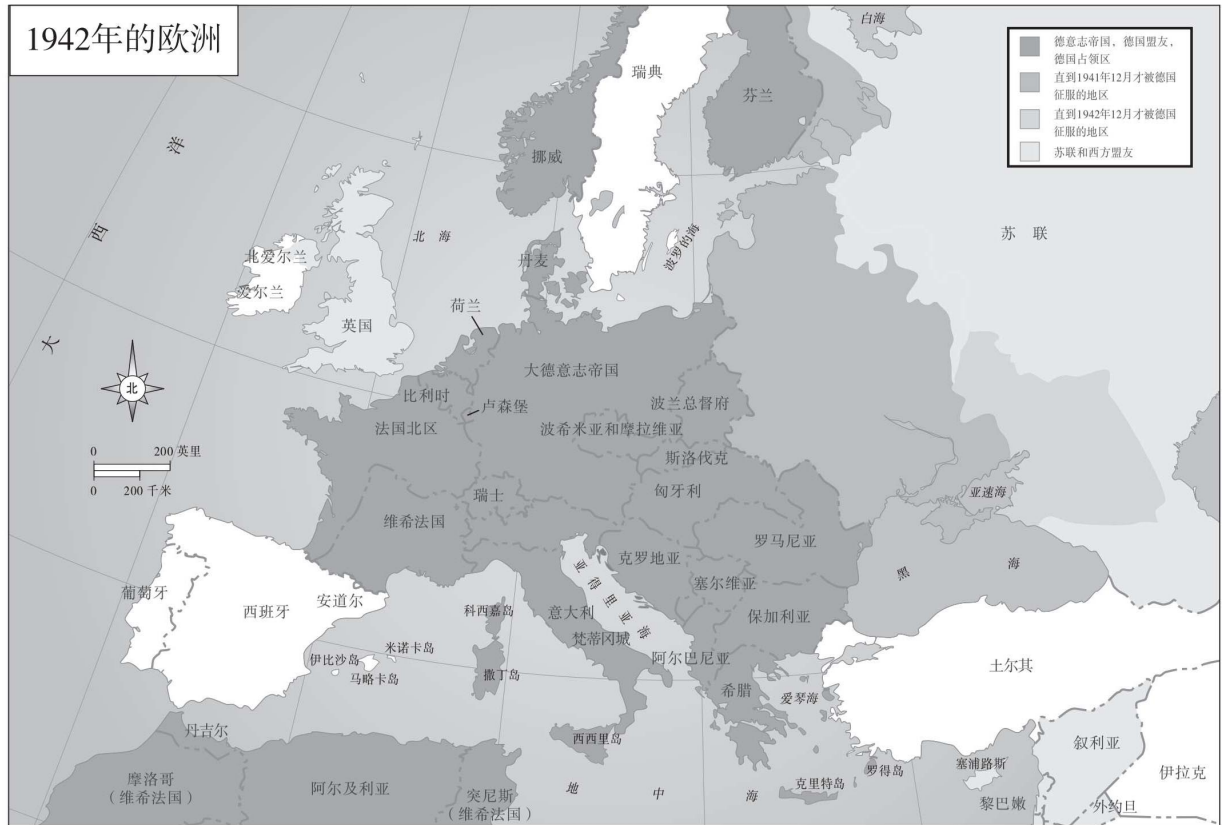 1942年的欧洲
德意志帝国，德国盟友，
德国占领区
直到1941年12月才被德国
征服的地区
直到1942年12月才被德国
征服的地区
苏联和西方盟友
白海
瑞典
芬兰
挪威
大西洋
北海
波罗的海
苏联
北爱尔兰
爱尔兰
英国
丹麦
荷兰
北
大德意志帝国
比利时
卢森堡
波兰总督府
法国北区
波希米亚和摩拉维亚
0 200 英里
0 200 千米
斯洛伐克
瑞士
匈牙利
亚速海
维希法国
克罗地亚
罗马尼亚
黑海
亚得里亚海
塞尔维亚
葡萄牙
西班牙
安道尔
科西嘉岛
意大利
保加利亚
梵蒂冈城
米诺卡岛
伊比沙岛
马略卡岛
撒丁岛
阿尔巴尼亚
土尔其
希腊
爱琴海
丹吉尔
西西里岛
叙利亚
塞浦路斯
罗得岛
克里特岛
伊拉克
摩洛哥
（维希法国）
阿尔及利亚
突尼斯
（维希法国）
地中海
黎巴嫩
外约旦